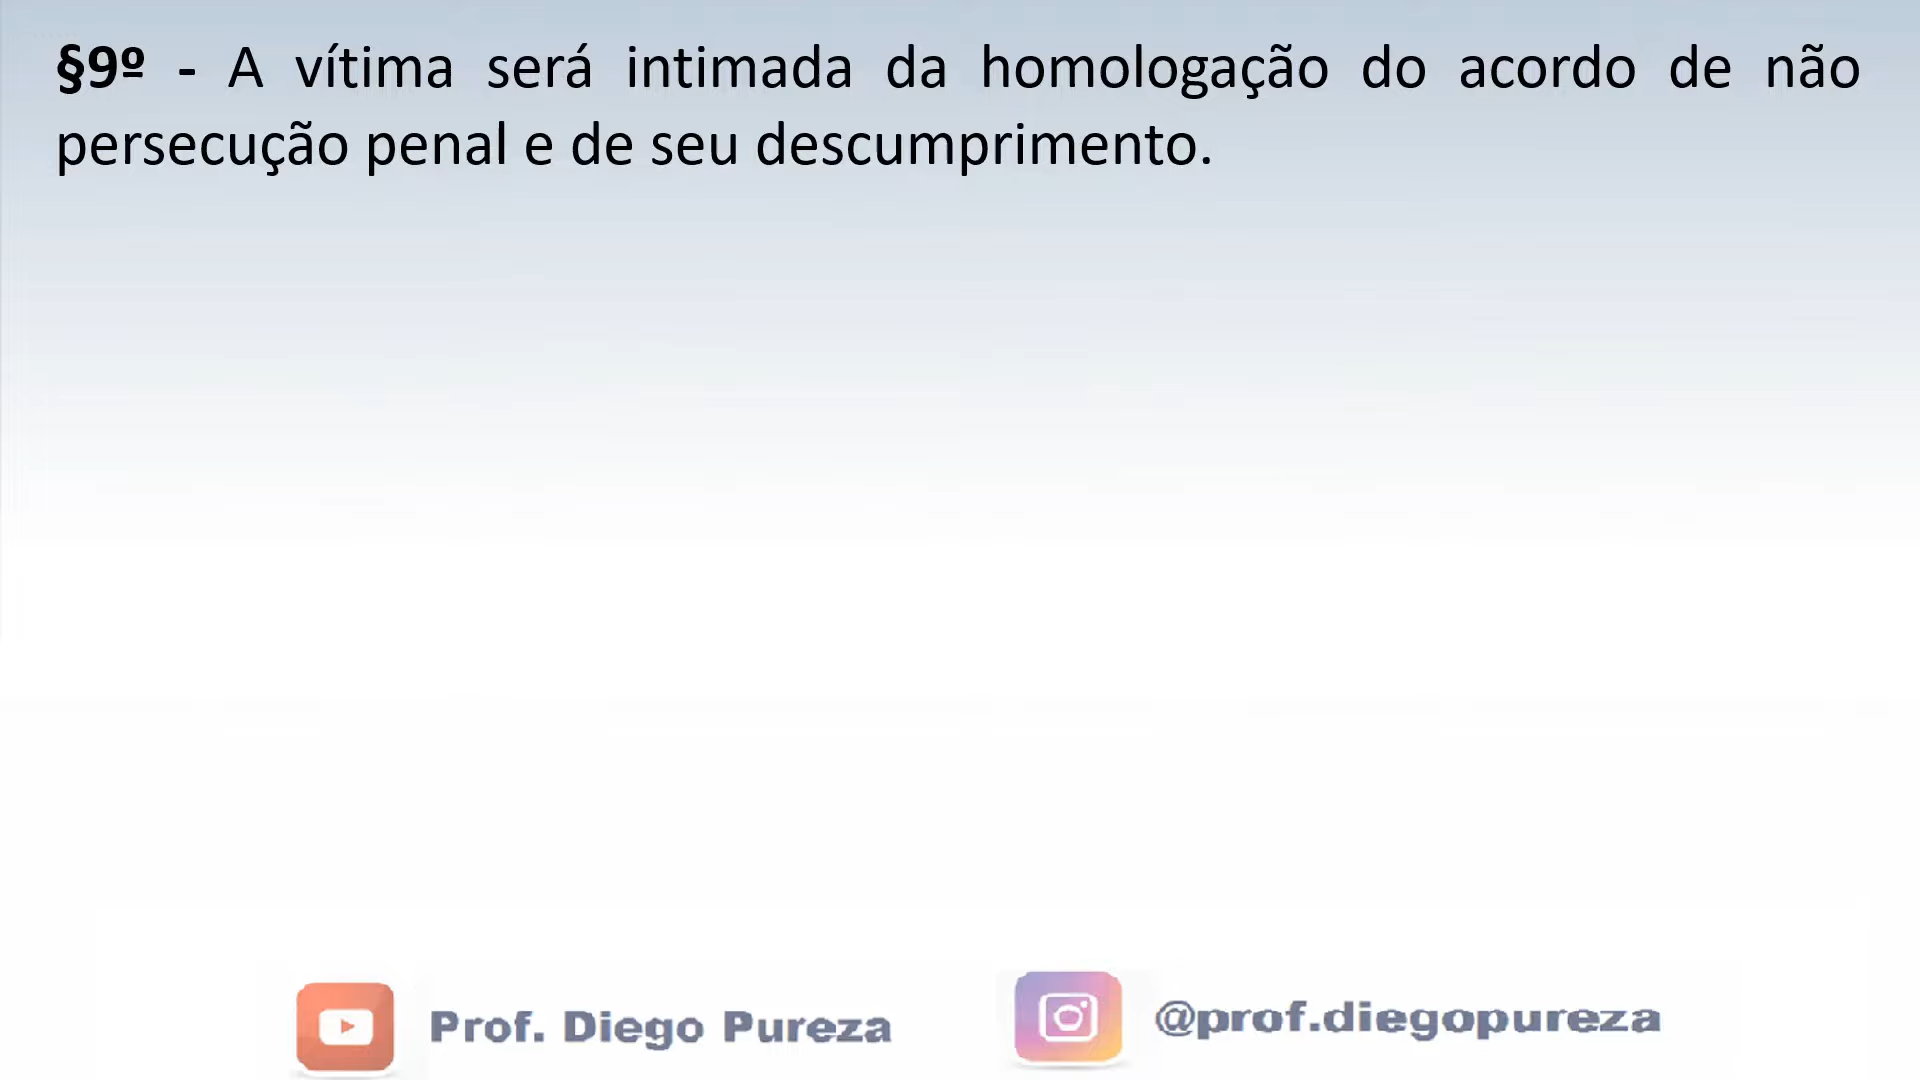 §9º - A vítima será intimada da homologação do acordo de não
persecução penal e de seu descumprimento.
Prof. Diego Pureza
@prof.diegopureza